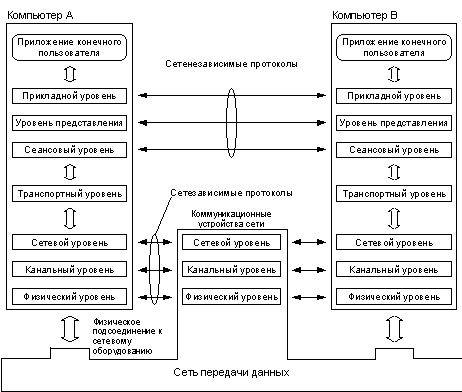 Компьютер А
Компьютер В
Приложение конечного
пользователя
Приложение конечного
пользователя
Сетенезависимые протоколы
Прикладной уровень
Прикладной уровень
Уровень представления
Уровень представления
Сеансовый уровень
Сеансовый уровень
Транспортный уровень
Транспортный уровень
Сетезависимые протоколы
Коммуникационные
устройства сети
Сетевой уровень
Сетевой уровень
Сетевой уровень
Канальный уровень
Канальный уровень
Канальный уровень
Физический уровень
Физический уровень
Физический уровень
Физическое
подсоединение к
сетевому
оборудованию
Сеть передачи данных